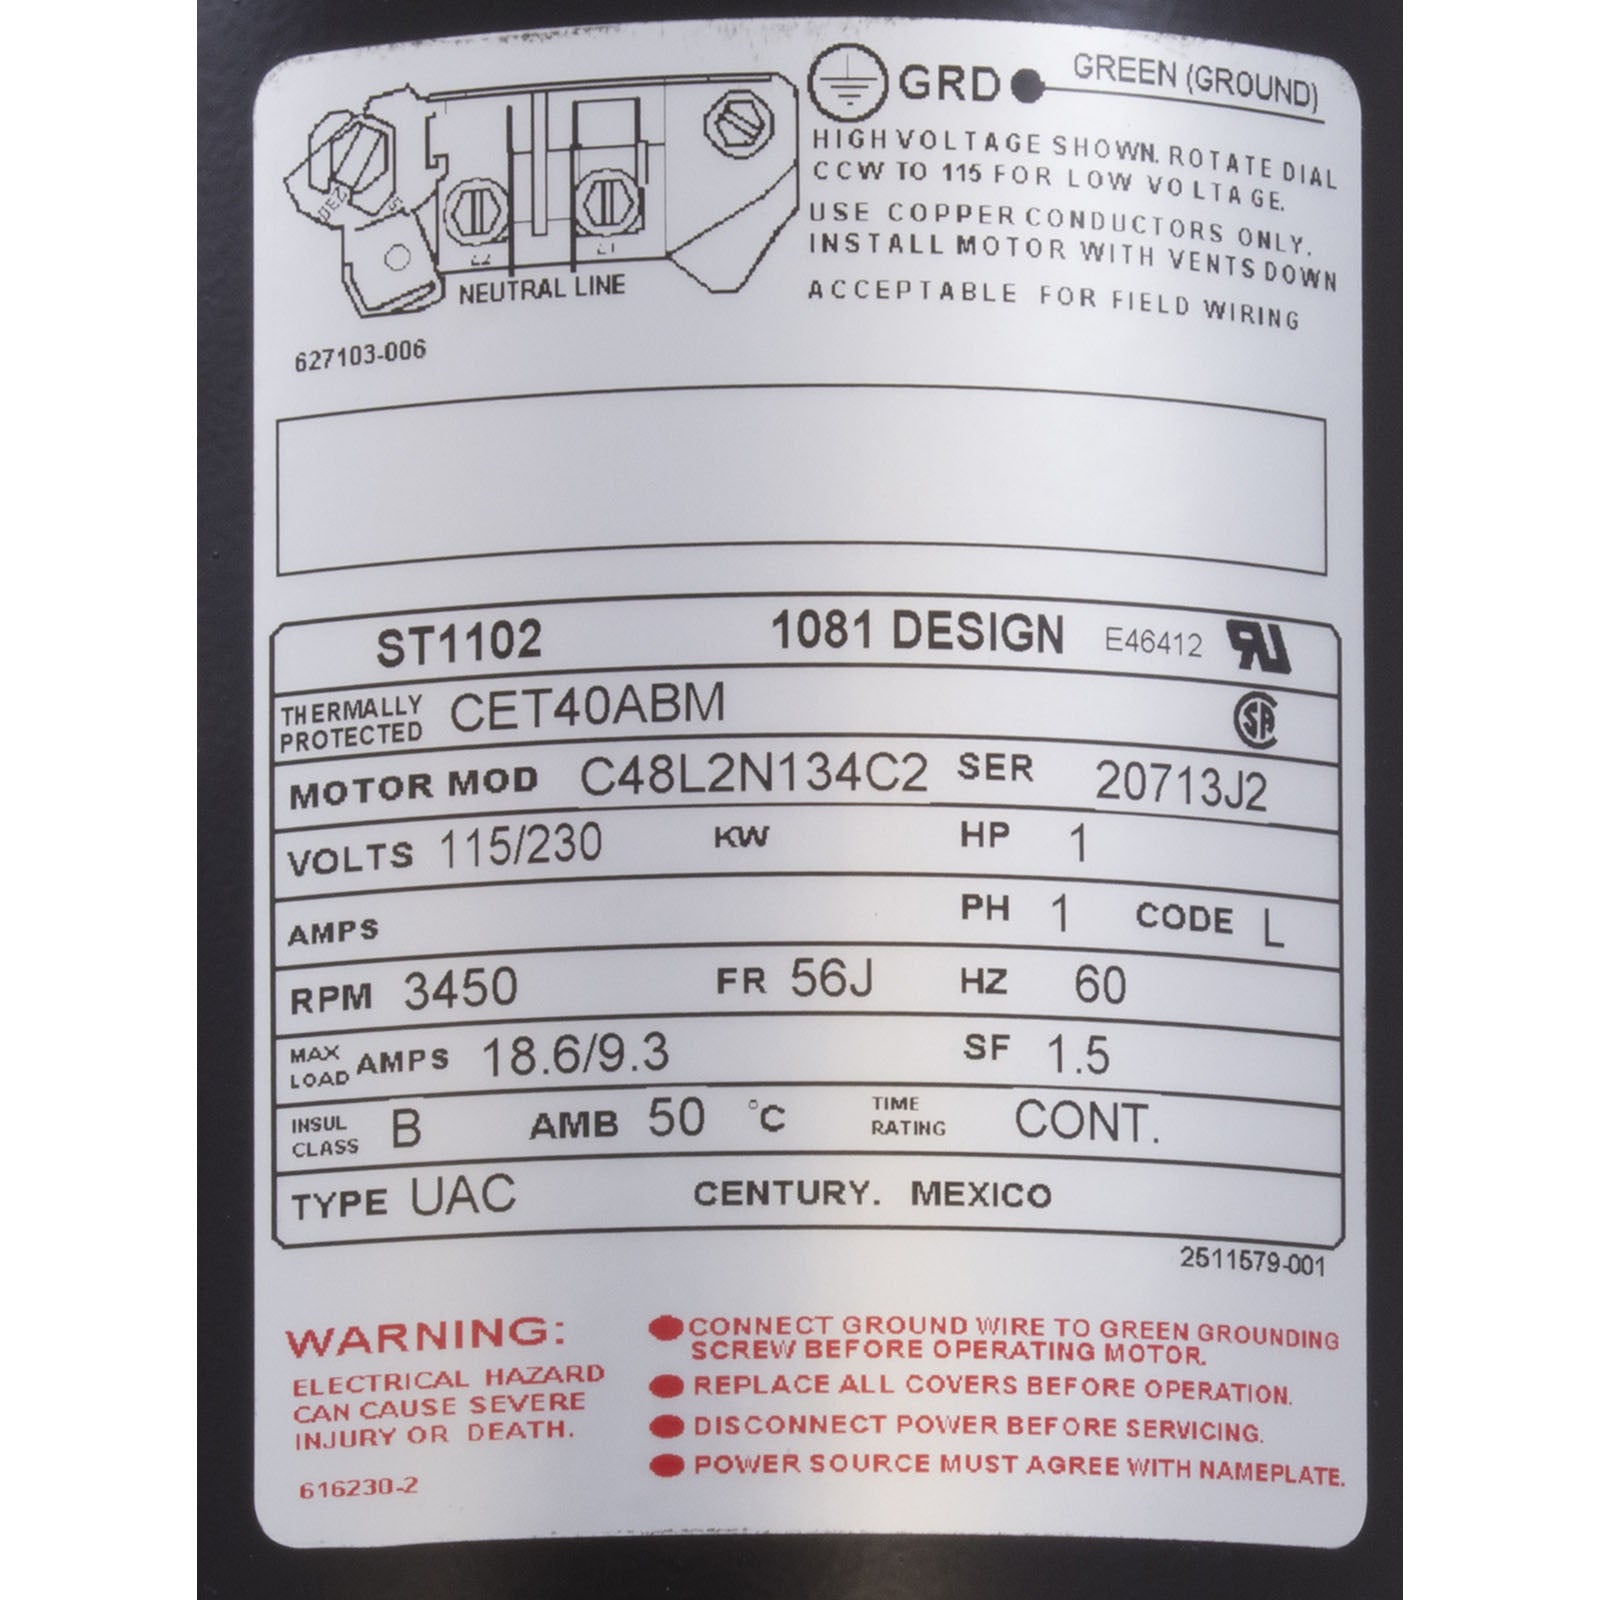 GRD GREEN (GROUND)
HIGH VOLTAGE SHOWN. ROTATE DIAL
CCW TO 115 FOR LOW VOLTAGE.
USE COPPER CONDUCTORS ONLY.
INSTALL MOTOR WITH VENTS DOWN
ACCEPTABLE FOR FIELD WIRING
L2 L1
NEUTRAL LINE
627103-006
ST1102 1081 DESIGN E46412
THERMALLY PROTECTED CET40ABM SA
MOTOR MOD C48L2N134C2 SER 20713J2
VOLTS 115/230 KW HP 1
AMPS PH 1 CODE L
RPM 3450 FR 56J HZ 60
MAX LOAD AMPS 18.6/9.3 SF 1.5
INSUL CLASS B AMB 50 °C TIME RATING CONT.
TYPE UAC CENTURY. MEXICO
2511579-001
WARNING:
ELECTRICAL HAZARD
CAN CAUSE SEVERE
INJURY OR DEATH.
616230-2
CONNECT GROUND WIRE TO GREEN GROUNDING
SCREW BEFORE OPERATING MOTOR.
REPLACE ALL COVERS BEFORE OPERATION.
DISCONNECT POWER BEFORE SERVICING.
POWER SOURCE MUST AGREE WITH NAMEPLATE.